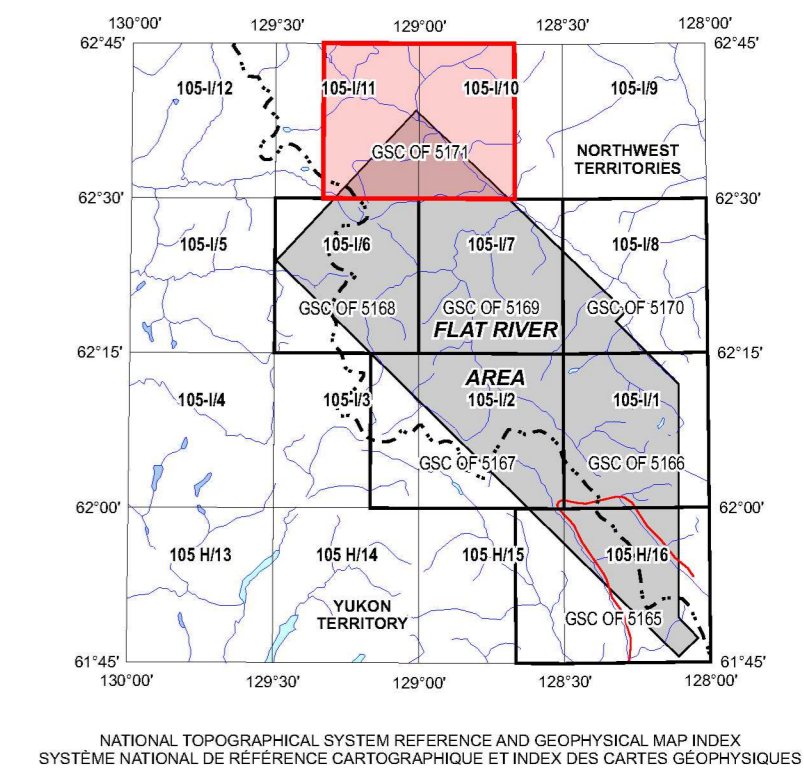 130°00' 129°30' 129°00' 128°30' 128°00'
62°45' 62°45'
105-I/12 105-I/11 105-I/10 105-I/9
GSC OF 5171
NORTHWEST
TERRITORIES
62°30' 62°30'
105-I/5 105-I/6 105-I/7 105-I/8
GSC OF 5168 GSC OF 5169 GSC OF 5170
FLAT RIVER
62°15' 62°15'
AREA
105-I/4 105-I/3 105-I/2 105-I/1
GSC OF 5167 GSC OF 5166
62°00' 62°00'
105 H/13 105 H/14 105 H/15 105 H/16
YUKON
TERRITORY
GSC OF 5165
61°45' 61°45'
130°00' 129°30' 129°00' 128°30' 128°00'
NATIONAL TOPOGRAPHICAL SYSTEM REFERENCE AND GEOPHYSICAL MAP INDEX
SYSTÈME NATIONAL DE RÉFÉRENCE CARTOGRAPHIQUE ET INDEX DES CARTES GÉOPHYSIQUES